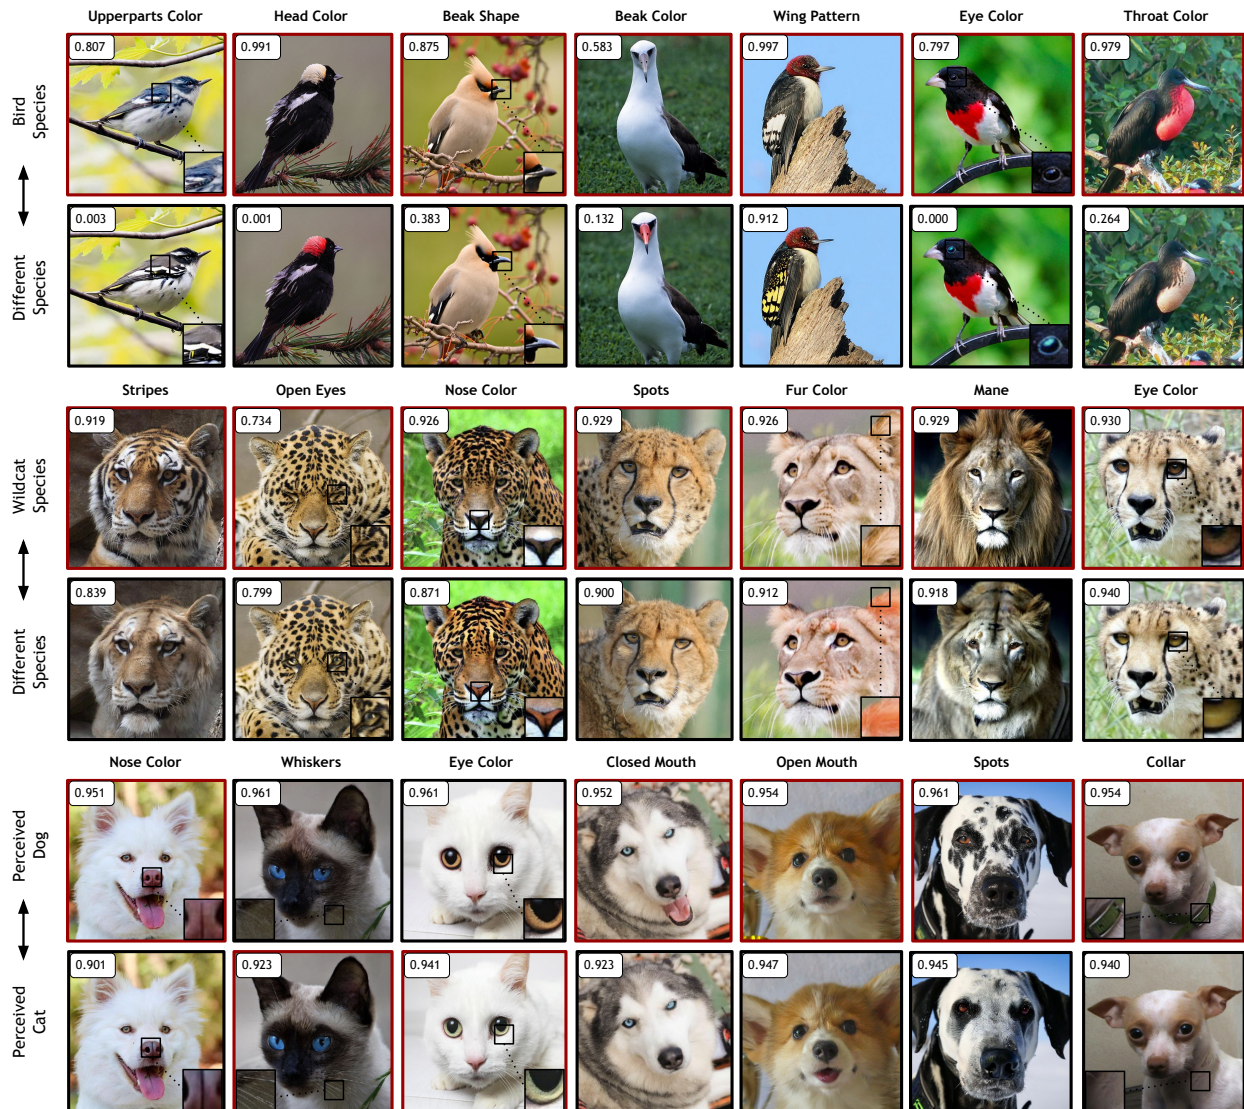 Upperparts Color Head Color Beak Shape Beak Color Wing Pattern Eye Color Throat Color
Bird
Species
0.807 0.991 0.875 0.583 0.997 0.797 0.979
Different
Species
0.003 0.001 0.383 0.132 0.912 0.000 0.264
Stripes Open Eyes Nose Color Spots Fur Color Mane Eye Color
Wildcat
Species
0.919 0.734 0.926 0.929 0.926 0.929 0.930
Different
Species
0.839 0.799 0.871 0.900 0.912 0.918 0.940
Nose Color Whiskers Eye Color Closed Mouth Open Mouth Spots Collar
Perceived
Dog
0.951 0.961 0.961 0.952 0.954 0.961 0.954
Perceived
Cat
0.901 0.923 0.941 0.923 0.947 0.945 0.940